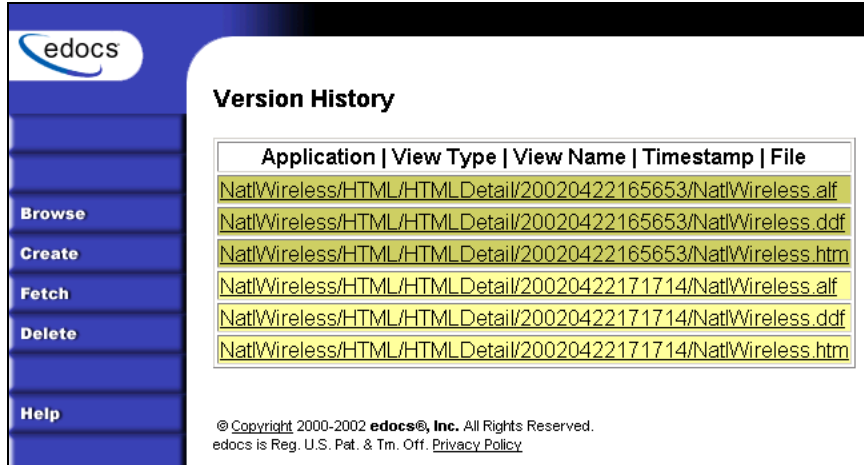 edocs
Version History
Application | View Type | View Name | Timestamp | File
NatlWireless/HTML/HTMLDetail/20020422165653/NatlWireless.alf
NatlWireless/HTML/HTMLDetail/20020422165653/NatlWireless.ddf
NatlWireless/HTML/HTMLDetail/20020422165653/NatlWireless.htm
NatlWireless/HTML/HTMLDetail/20020422171714/NatlWireless.alf
NatlWireless/HTML/HTMLDetail/20020422171714/NatlWireless.ddf
NatlWireless/HTML/HTMLDetail/20020422171714/NatlWireless.htm
Browse
Create
Fetch
Delete
Help
© Copyright 2000-2002 edocs®, Inc. All Rights Reserved.
edocs is Reg. U.S. Pat. & Tm. Off. Privacy Policy